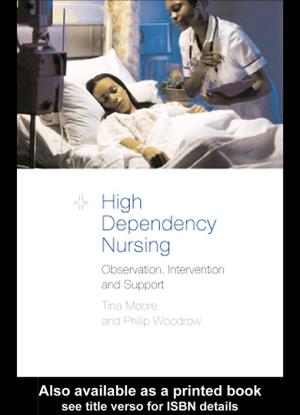 High
Dependency
Nursing
Observation, Intervention
and Support
Tina Moore
and Philip Woodrow
Also available as a printed book
see title verso for ISBN details